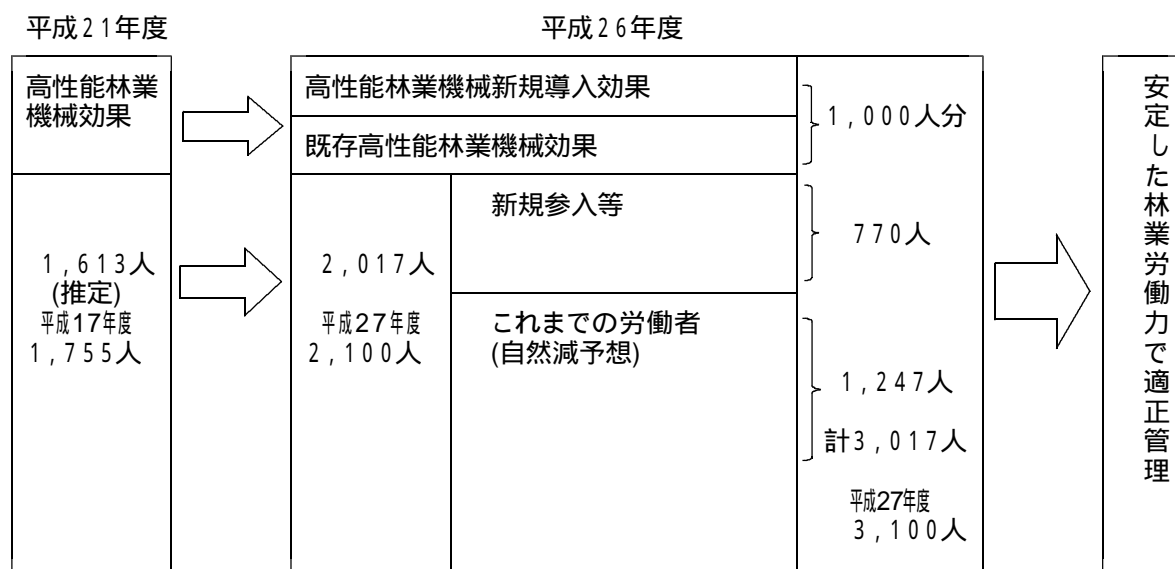 平成21年度
平成26年度
高性能林業
機械効果
高性能林業機械新規導入効果
既存高性能林業機械効果
1,000人分
1,613人
(推定)
平成17年度
1,755人
2,017人
平成27年度
2,100人
新規参入等
770人
これまでの労働者
(自然減予想)
1,247人
計3,017人
平成27年度
3,100人
安定した林業労働力で適正管理